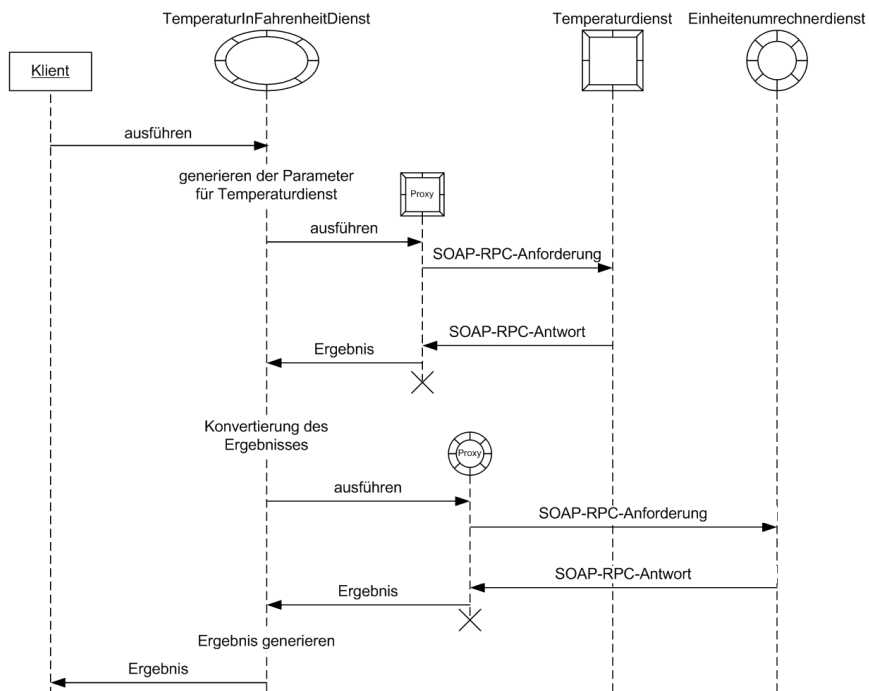 TemperaturInFahrenheitDienst
Temperaturdienst
Einheitenumrechnerdienst
Klient
ausführen
generieren der Parameter
für Temperaturdienst
Proxy
ausführen
SOAP-RPC-Anforderung
SOAP-RPC-Antwort
Ergebnis
Konvertierung des
Ergebnisses
Proxy
ausführen
SOAP-RPC-Anforderung
SOAP-RPC-Antwort
Ergebnis
Ergebnis generieren
Ergebnis